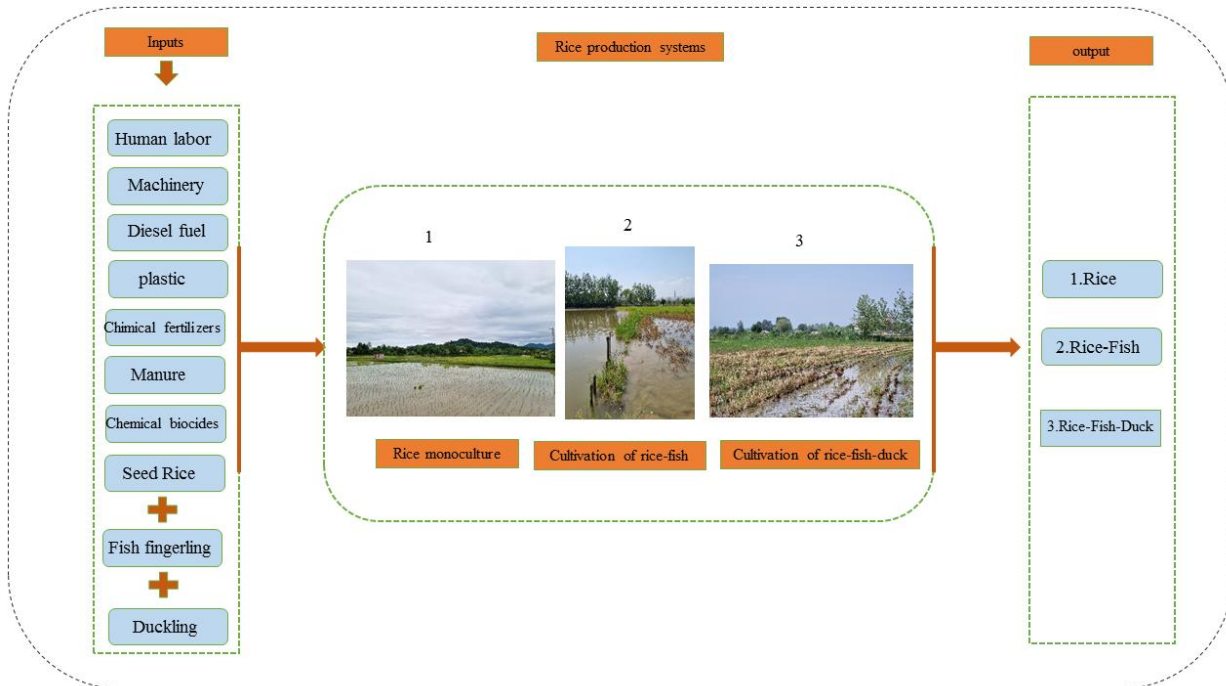 Inputs
Rice production systems
output
Human labor
Machinery
Diesel fuel
plastic
Chimical fertilizers
Manure
Chemical biocides
Seed Rice
Fish fingerling
Duckling
1
2
3
Rice monoculture
Cultivation of rice-fish
Cultivation of rice-fish-duck
1.Rice
2.Rice-Fish
3.Rice-Fish-Duck